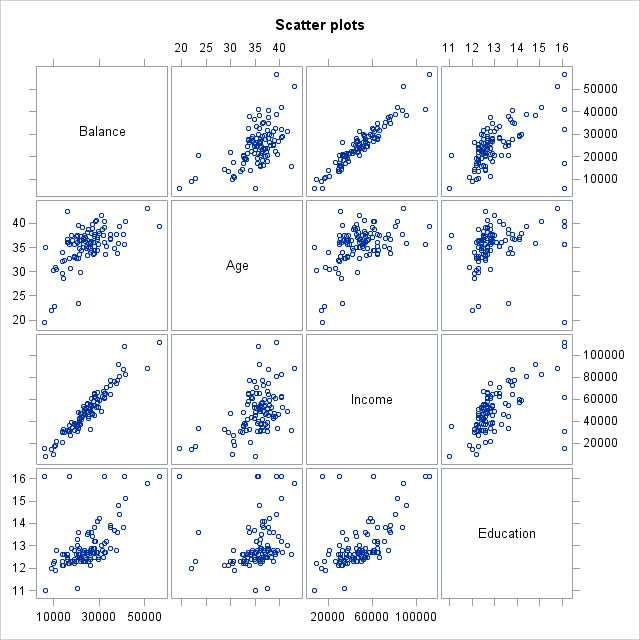 Scatter plots
20 25 30 35 40
11 12 13 14 15 16
Balance
50000
40000
30000
20000
10000
40
35
30
25
20
Age
Income
100000
80000
60000
40000
20000
16
15
14
13
12
11
Education
10000 30000 50000
20000 60000 100000